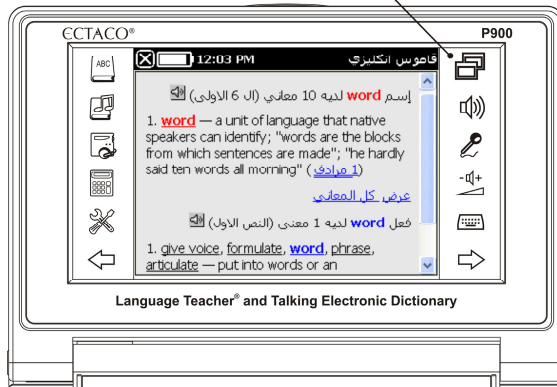 ECTACO® P900
ABC
12:03 PM قاموس انكليزي
إسم word لديه 10 معاني (ال 6 الاولى)
1. word — a unit of language that native
speakers can identify; "words are the blocks
from which sentences are made"; "he hardly
said ten words all morning" (1 مرادف)
عرض كل المعاني
فعل word لديه 1 معنى (النص الاول)
1. give voice, formulate, word, phrase,
articulate — put into words or an
Language Teacher® and Talking Electronic Dictionary